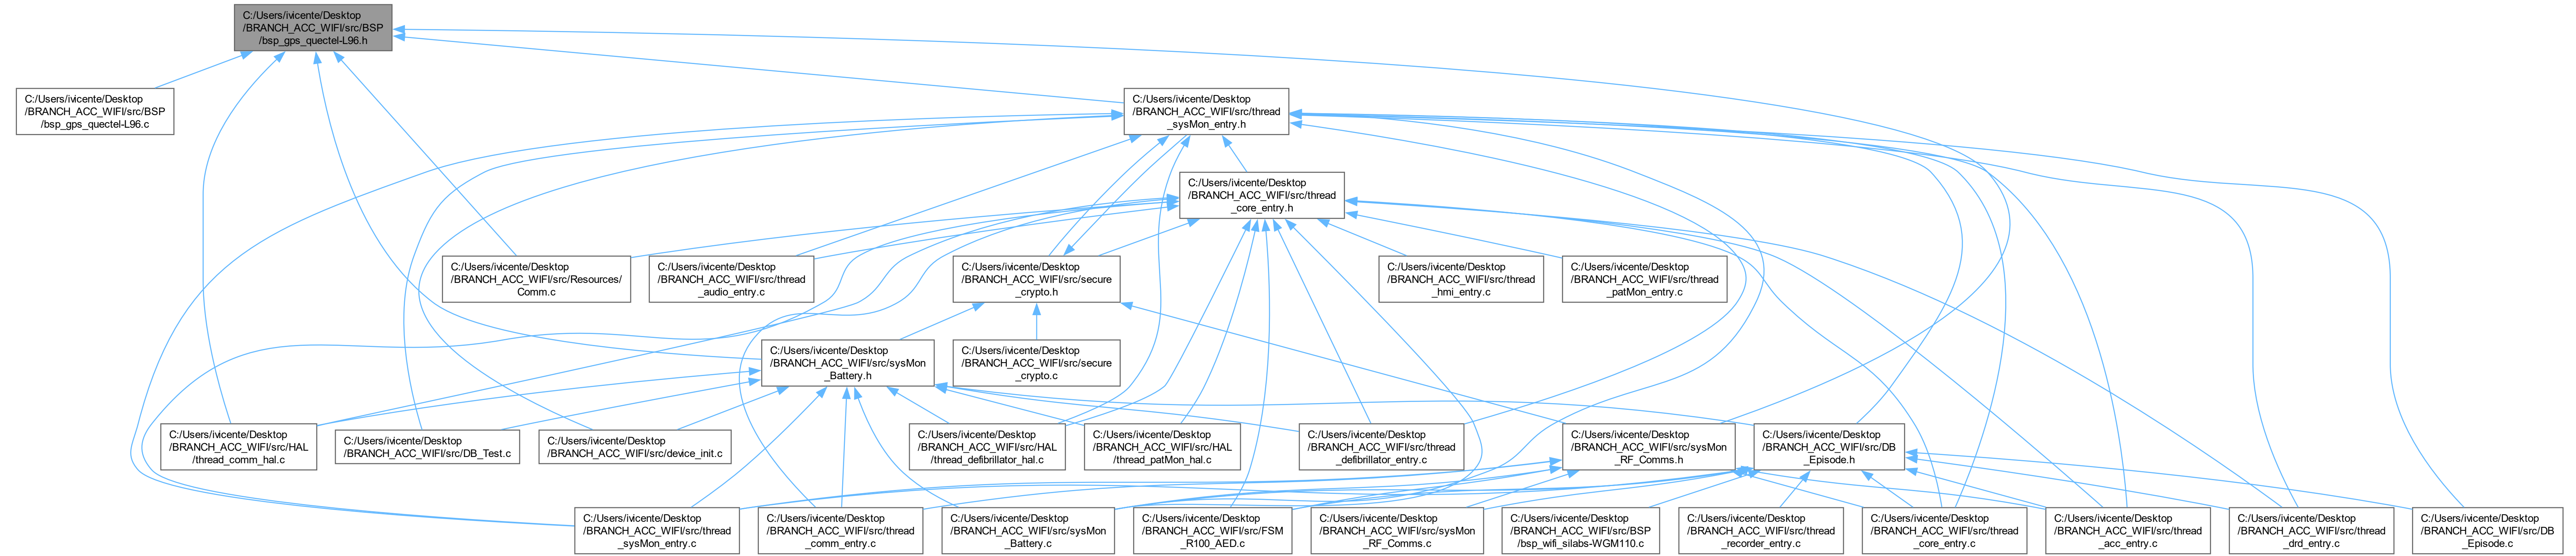 C:/Users/ivicente/Desktop
/BRANCH_ACC_WIFI/src/BSP
/bsp_gps_quectel-L96.h
C:/Users/ivicente/Desktop
/BRANCH_ACC_WIFI/src/BSP
/bsp_gps_quectel-L96.c
C:/Users/ivicente/Desktop
/BRANCH_ACC_WIFI/src/thread
_sysMon_entry.h
C:/Users/ivicente/Desktop
/BRANCH_ACC_WIFI/src/thread
_core_entry.h
C:/Users/ivicente/Desktop
/BRANCH_ACC_WIFI/src/Resources/
Comm.c
C:/Users/ivicente/Desktop
/BRANCH_ACC_WIFI/src/thread
_audio_entry.c
C:/Users/ivicente/Desktop
/BRANCH_ACC_WIFI/src/secure
_crypto.h
C:/Users/ivicente/Desktop
/BRANCH_ACC_WIFI/src/thread
_hmi_entry.c
C:/Users/ivicente/Desktop
/BRANCH_ACC_WIFI/src/thread
_patMon_entry.c
C:/Users/ivicente/Desktop
/BRANCH_ACC_WIFI/src/sysMon
_Battery.h
C:/Users/ivicente/Desktop
/BRANCH_ACC_WIFI/src/secure
_crypto.c
C:/Users/ivicente/Desktop
/BRANCH_ACC_WIFI/src/HAL
/thread_comm_hal.c
C:/Users/ivicente/Desktop
/BRANCH_ACC_WIFI/src/DB_Test.c
C:/Users/ivicente/Desktop
/BRANCH_ACC_WIFI/src/device_init.c
C:/Users/ivicente/Desktop
/BRANCH_ACC_WIFI/src/HAL
/thread_defibrillator_hal.c
C:/Users/ivicente/Desktop
/BRANCH_ACC_WIFI/src/HAL
/thread_patMon_hal.c
C:/Users/ivicente/Desktop
/BRANCH_ACC_WIFI/src/thread
_defibrillator_entry.c
C:/Users/ivicente/Desktop
/BRANCH_ACC_WIFI/src/sysMon
_RF_Comms.h
C:/Users/ivicente/Desktop
/BRANCH_ACC_WIFI/src/DB
_Episode.h
C:/Users/ivicente/Desktop
/BRANCH_ACC_WIFI/src/thread
_sysMon_entry.c
C:/Users/ivicente/Desktop
/BRANCH_ACC_WIFI/src/thread
_comm_entry.c
C:/Users/ivicente/Desktop
/BRANCH_ACC_WIFI/src/sysMon
_Battery.c
C:/Users/ivicente/Desktop
/BRANCH_ACC_WIFI/src/FSM
_R100_AED.c
C:/Users/ivicente/Desktop
/BRANCH_ACC_WIFI/src/sysMon
_RF_Comms.c
C:/Users/ivicente/Desktop
/BRANCH_ACC_WIFI/src/BSP
/bsp_wifi_silabs-WGM110.c
C:/Users/ivicente/Desktop
/BRANCH_ACC_WIFI/src/thread
_recorder_entry.c
C:/Users/ivicente/Desktop
/BRANCH_ACC_WIFI/src/thread
_core_entry.c
C:/Users/ivicente/Desktop
/BRANCH_ACC_WIFI/src/thread
_acc_entry.c
C:/Users/ivicente/Desktop
/BRANCH_ACC_WIFI/src/thread
_drd_entry.c
C:/Users/ivicente/Desktop
/BRANCH_ACC_WIFI/src/DB
_Episode.c